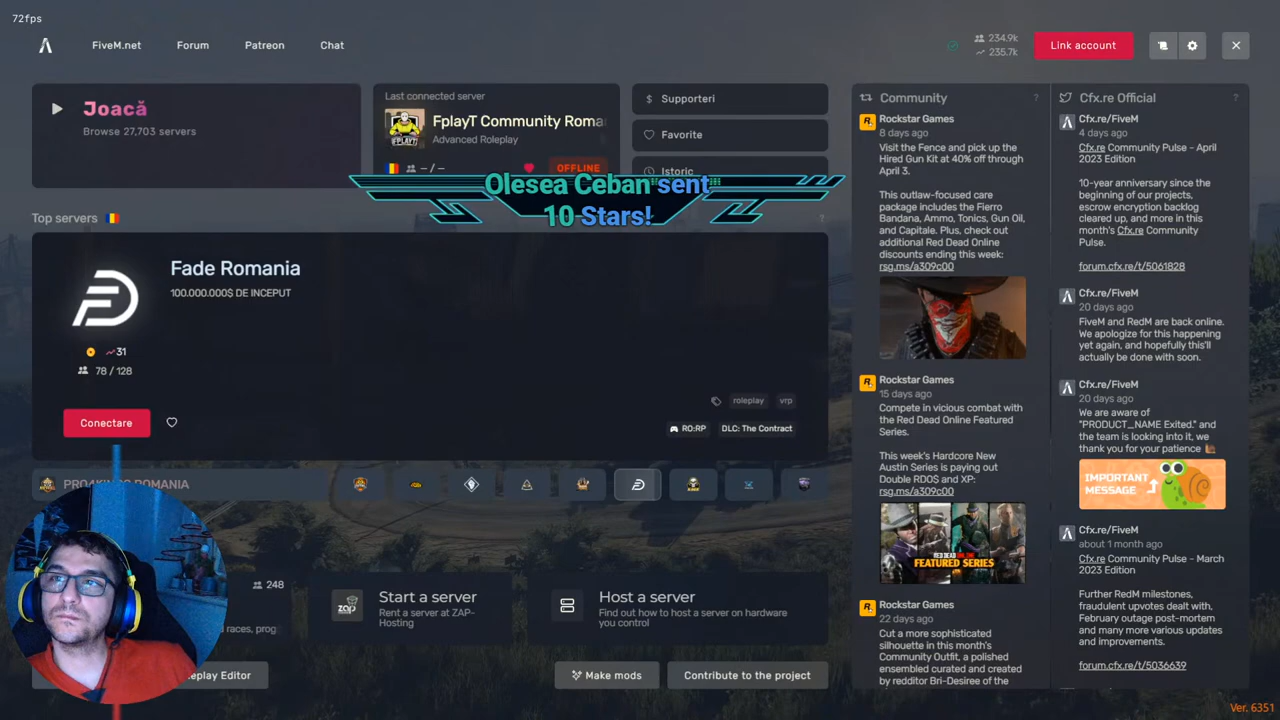 72fps
FiveM.net
Forum
Patreon
Chat
234.9k
235.7k
Link account
Joacă
Browse 27,703 servers
Last connected server
FplayT Community Roma
Advanced Roleplay
– / –
OFFLINE
$ Supporteri
Favorite
Istoric
Olesea Ceban sent
10 Stars!
Top servers
?
Fade Romania
100.000.000$ DE INCEPUT
31
78 / 128
Conectare
roleplay
vrp
RO:RP
DLC: The Contract
ROMANIA
248
races, prog
Replay Editor
Start a server
Rent a server at ZAP-
Hosting
Host a server
Find out how to host a server on hardware
you control
Make mods
Contribute to the project
Community
?
Rockstar Games
8 days ago
Visit the Fence and pick up the
Hired Gun Kit at 40% off through
April 3.
This outlaw-focused care
package includes the Fierro
Bandana, Ammo, Tonics, Gun Oil,
and Capitale. Plus, check out
additional Red Dead Online
discounts ending this week:
rsg.ms/a309c00
Rockstar Games
15 days ago
Compete in vicious combat with
the Red Dead Online Featured
Series.
This week's Hardcore New
Austin Series is paying out
Double RDO$ and XP:
rsg.ms/a309c00
RED DEAD ONLINE
FEATURED SERIES
Rockstar Games
22 days ago
Cut a more sophisticated
silhouette in this month's
Community Outfit, a polished
ensembled curated and created
by redditor Bri-Desiree of the
Cfx.re Official
?
Cfx.re/FiveM
4 days ago
Cfx.re Community Pulse - April
2023 Edition
10-year anniversary since the
beginning of our projects,
escrow encryption backlog
cleared up, and more in this
month's Cfx.re Community
Pulse.
forum.cfx.re/t/5061828
Cfx.re/FiveM
20 days ago
FiveM and RedM are back online.
We apologize for this happening
yet again, and hopefully this'll
actually be done with soon.
Cfx.re/FiveM
20 days ago
We are aware of
"PRODUCT_NAME Exited." and
the team is looking into it, we
thank you for your patience
IMPORTANT
MESSAGE
Cfx.re/FiveM
about 1 month ago
Cfx.re Community Pulse - March
2023 Edition
Further RedM milestones,
fraudulent upvotes dealt with,
February outage post-mortem
and many more various updates
and improvements.
forum.cfx.re/t/5036639
Ver. 6351